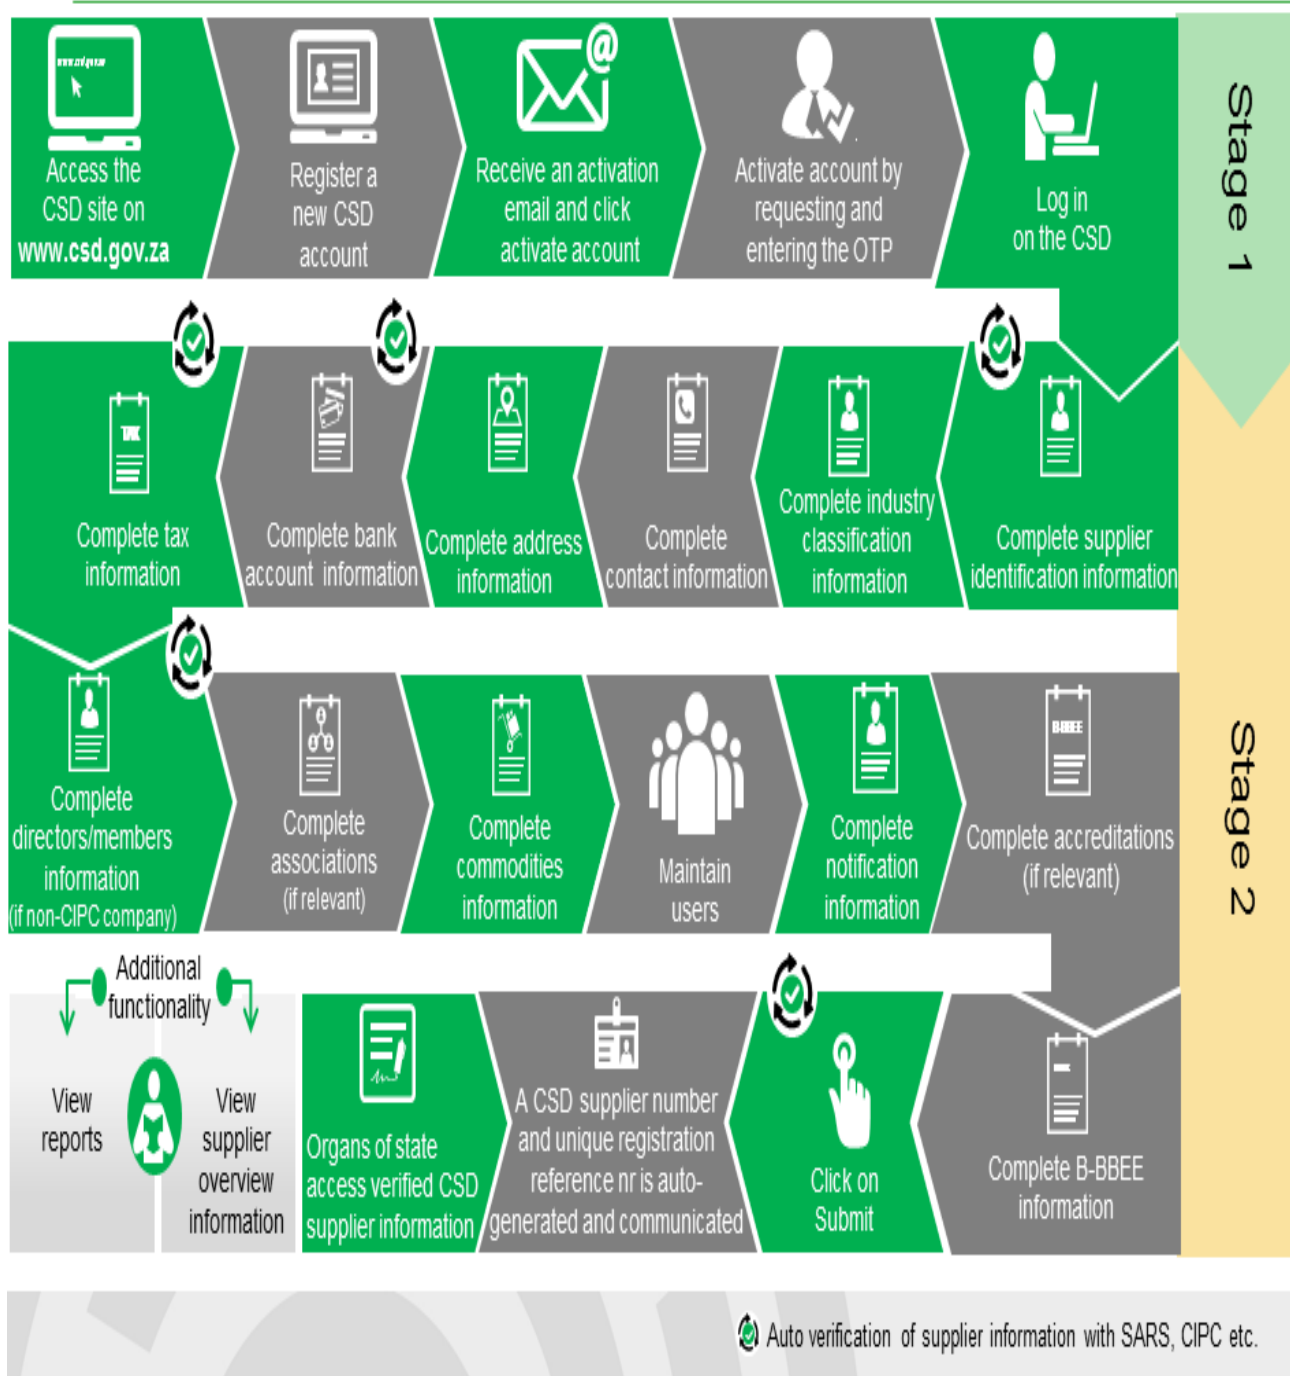 www.csd.gov.za
Access the
CSD site on
www.csd.gov.za
Register a
new CSD
account
@
Receive an activation
email and click
activate account
Activate account by
requesting and
entering the OTP
Log in
on the CSD
Stage 1
Complete supplier
identification information
Complete industry
classification
information
Complete
contact information
Complete address
information
Complete bank
account information
TAX
Complete tax
information
Complete
directors/members
information
(if non-CIPC company)
Complete
associations
(if relevant)
Complete
commodities
information
Maintain
users
Complete
notification
information
B-BBEE
Complete accreditations
(if relevant)
Stage 2
Complete B-BBEE
information
Click on
Submit
A CSD supplier number
and unique registration
reference nr is auto-
generated and communicated
Organs of state
access verified CSD
supplier information
Additional
functionality
View
reports
View
supplier
overview
information
Auto verification of supplier information with SARS, CIPC etc.